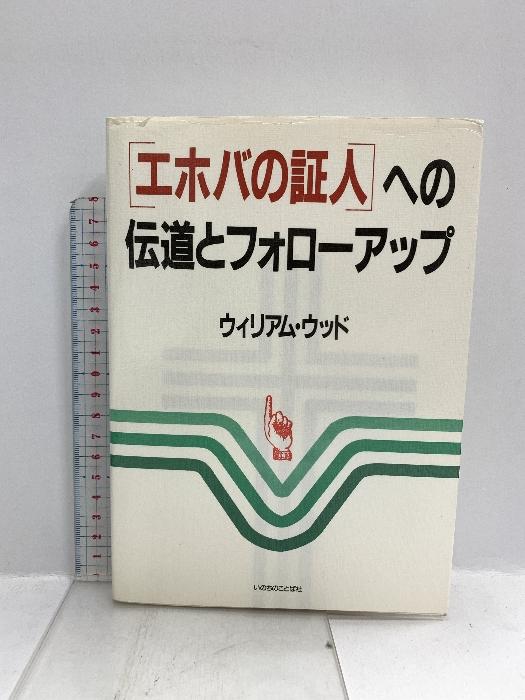 [エホバの証人]への
伝道とフォローアップ
ウィリアム・ウッド
いのちのことば社